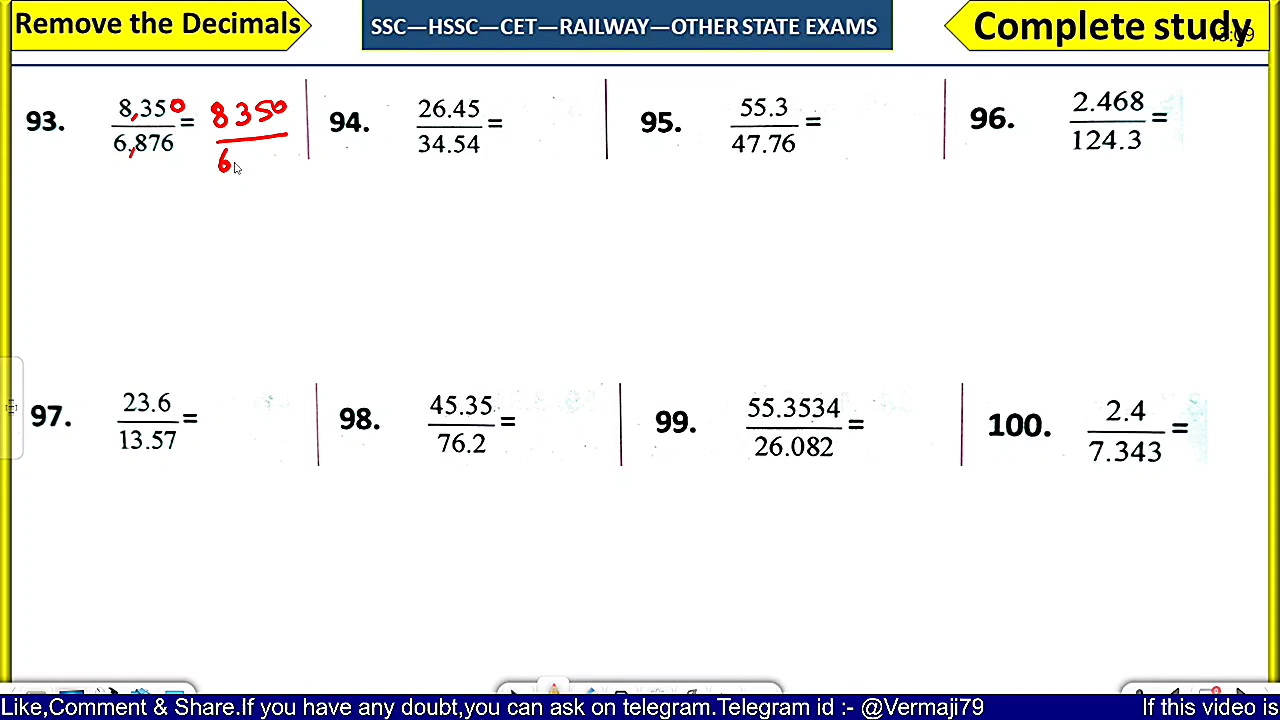 Remove the Decimals
SSC—HSSC—CET—RAILWAY—OTHER STATE EXAMS
Complete study
93. 8.350/6.876 = 8350/6
94. 26.45/34.54 =
95. 55.3/47.76 =
96. 2.468/124.3 =
97. 23.6/13.57 =
98. 45.35/76.2 =
99. 55.3534/26.082 =
100. 2.4/7.343 =
Like,Comment & Share.If you have any doubt,you can ask on telegram.Telegram id :- @Vermaji79
If this video is